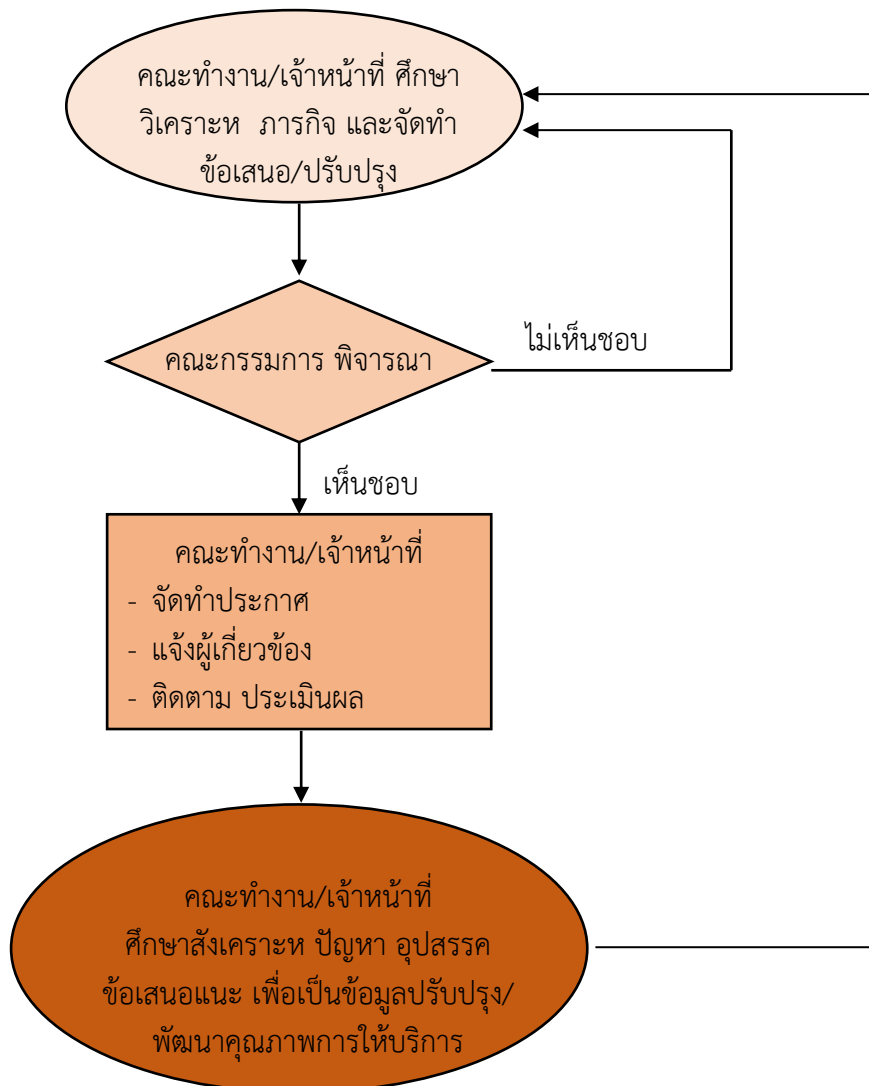 คณะทำงาน/เจ้าหน้าที่ ศึกษา
วิเคราะห ภารกิจ และจัดทำ
ข้อเสนอ/ปรับปรุง
คณะกรรมการ พิจารณา
ไม่เห็นชอบ
เห็นชอบ
คณะทำงาน/เจ้าหน้าที่
- จัดทำประกาศ
- แจ้งผู้เกี่ยวข้อง
- ติดตาม ประเมินผล
คณะทำงาน/เจ้าหน้าที่
ศึกษาสังเคราะห ปัญหา อุปสรรค
ข้อเสนอแนะ เพื่อเป็นข้อมูลปรับปรุง/
พัฒนาคุณภาพการให้บริการ